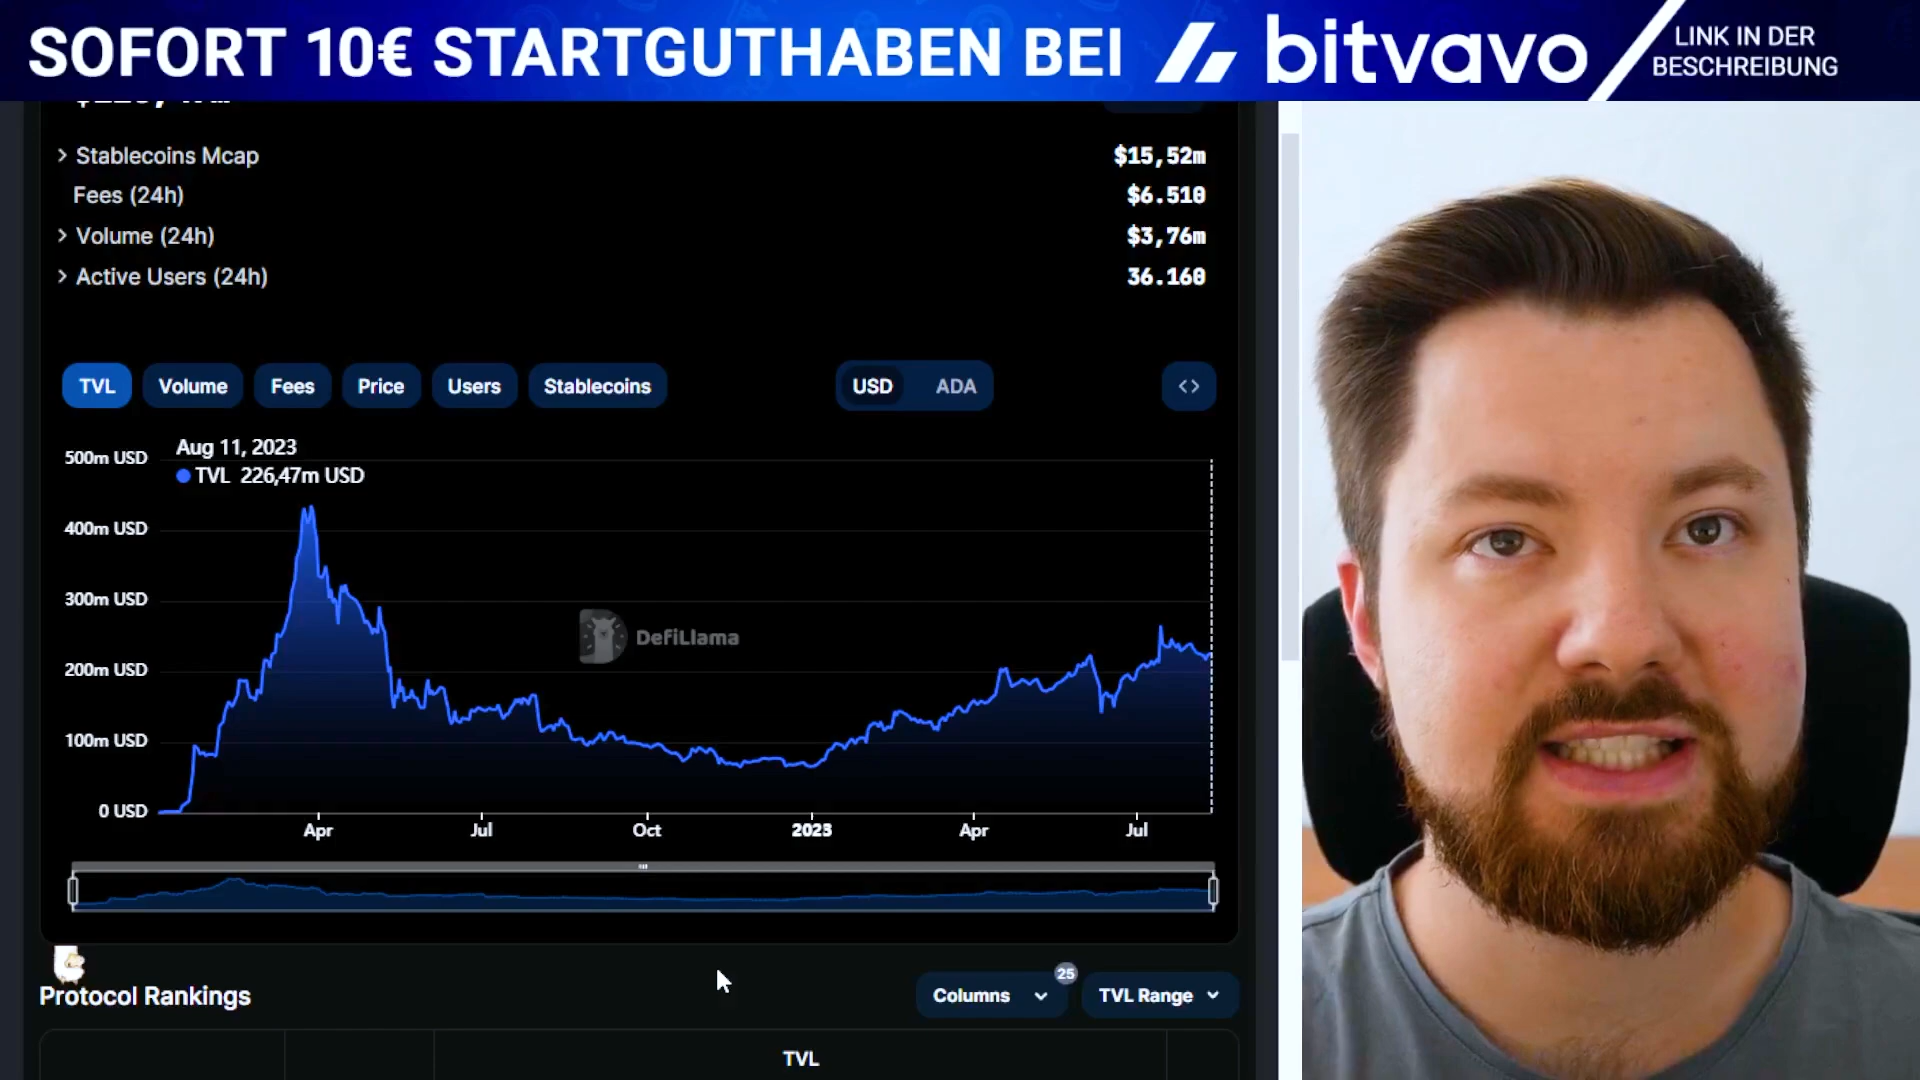 SOFORT 10€ STARTGUTHABEN BEI bitvavo
LINK IN DER
BESCHREIBUNG
Stablecoins Mcap $15,52m
Fees (24h) $6.510
Volume (24h) $3,76m
Active Users (24h) 36.160
TVL Volume Fees Price Users Stablecoins USD ADA
Aug 11, 2023
TVL 226,47m USD
500m USD
400m USD
300m USD
200m USD
100m USD
0 USD
DefiLlama
Apr Jul Oct 2023 Apr Jul
Protocol Rankings
Columns 25
TVL Range
TVL